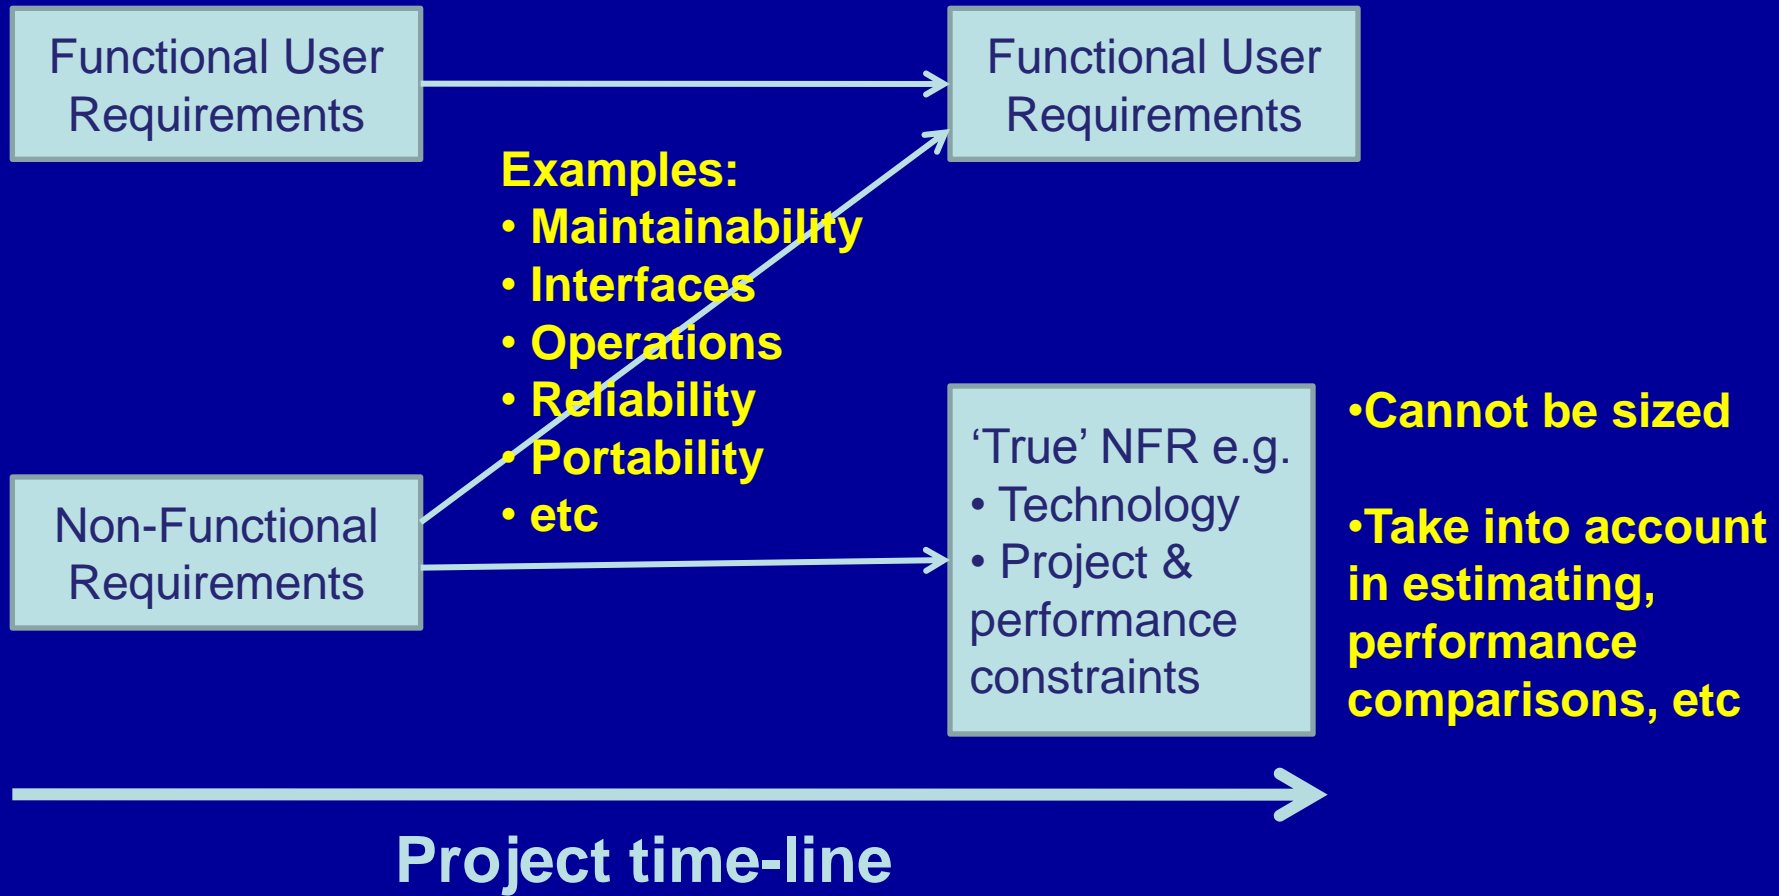 Functional User
Requirements
Functional User
Requirements
Examples:
• Maintainability
• Interfaces
• Operations
• Reliability
• Portability
• etc
Non-Functional
Requirements
‘True’ NFR e.g.
• Technology
• Project &
performance
constraints
•Cannot be sized
•Take into account
in estimating,
performance
comparisons, etc
Project time-line